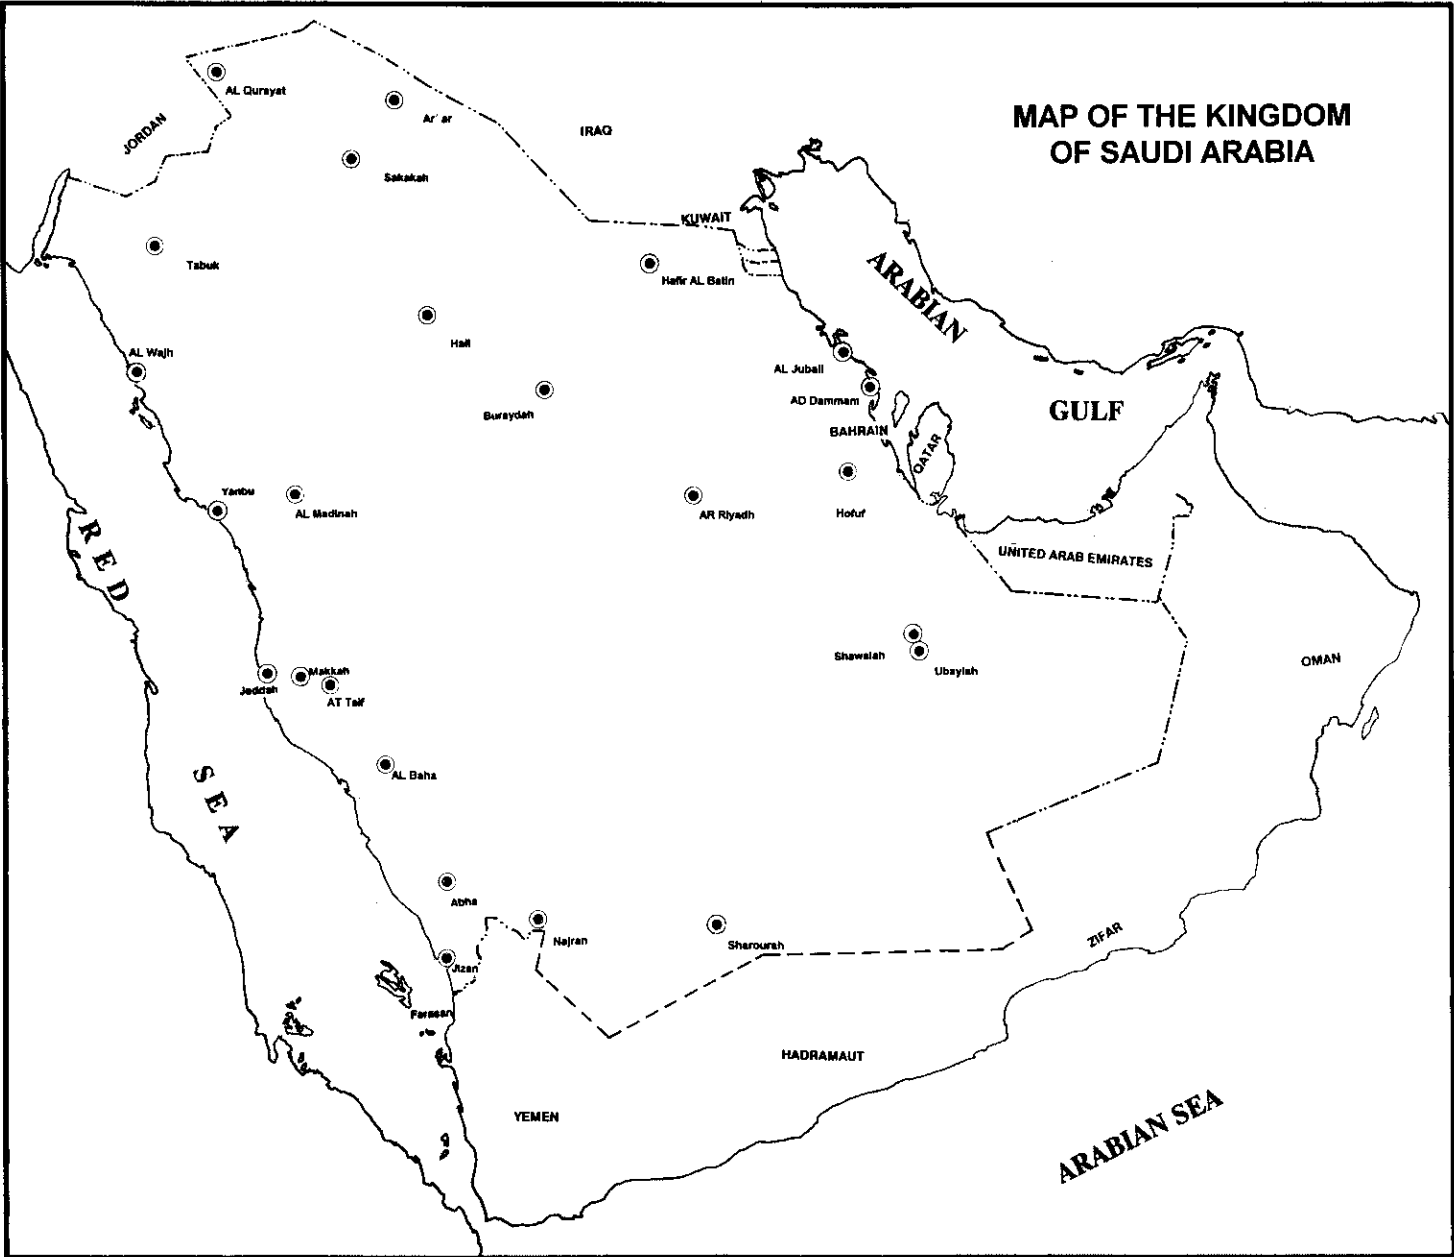 MAP OF THE KINGDOM
OF SAUDI ARABIA
AL Qurayat
Ar'ar
JORDAN
IRAQ
Sakakah
KUWAIT
Tabuk
Hafir AL Batin
ARABIAN
GULF
Hail
AL Wajh
AL Jubail
AD Dammam
Buraydah
BAHRAIN
QATAR
Yanbu
AL Madinah
AR Riyadh
Hofuf
RED
SEA
UNITED ARAB EMIRATES
Shawalah
Ubaylah
OMAN
Makkah
Jeddah
AT Taif
AL Baha
Abha
Najran
Sharourah
ZIFAR
Jizan
Farasan
HADRAMAUT
YEMEN
ARABIAN SEA